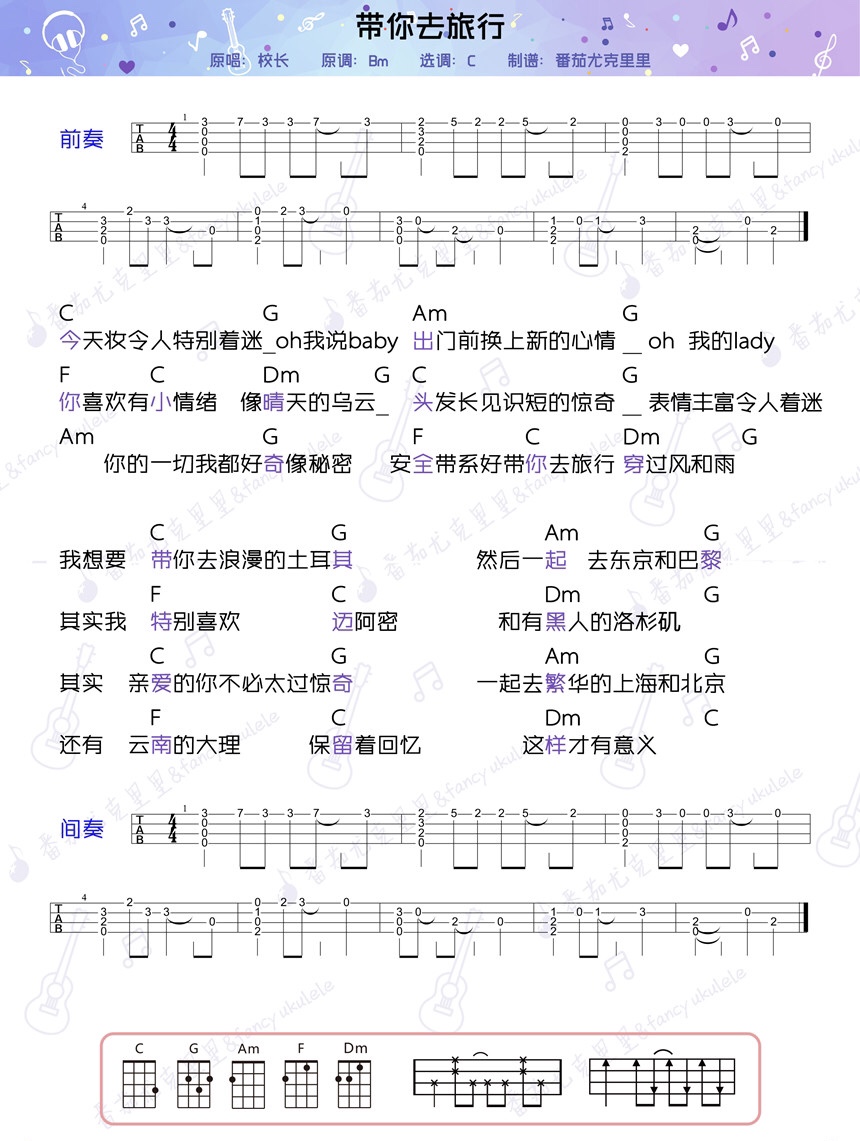 带你去旅行
原唱：校长 原调：Bm 选调：C 制谱：番茄尤克里里
前奏
C G Am G
今天妆令人特别着迷_oh我说baby 出门前换上新的心情 __ oh 我的lady
F C Dm G C G
你喜欢有小情绪 像晴天的乌云_ 头发长见识短的惊奇 __ 表情丰富令人着迷
Am G F C Dm G
你的一切我都好奇像秘密 安全带系好带你去旅行 穿过风和雨
C G Am G
我想要 带你去浪漫的土耳其 然后一起 去东京和巴黎
F C Dm G
其实我 特别喜欢 迈阿密 和有黑人的洛杉矶
C G Am G
其实 亲爱的你不必太过惊奇 一起去繁华的上海和北京
F C Dm C
还有 云南的大理 保留着回忆 这样才有意义
间奏
C G Am F Dm